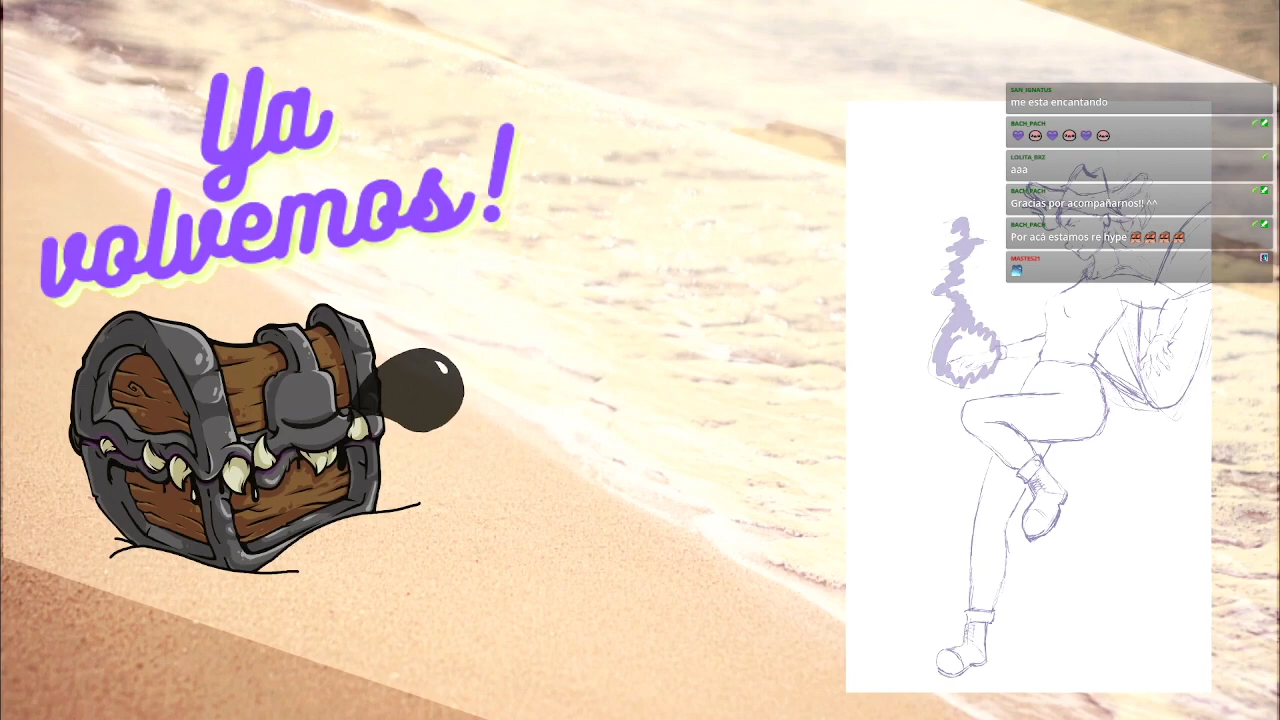 Ya
volvemos!
SAN_IGNATUS
me esta encantando
BACH_PACH
LOLITA_BRZ
aaa
BACH_PACH
Gracias por acompañarnos!! ^^
BACH_PACH
Por acá estamos re hype
MASTES21